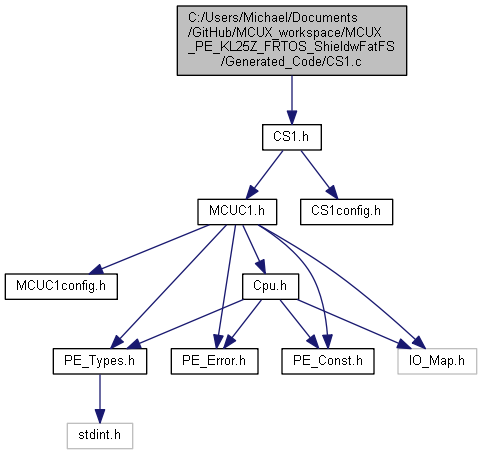 C:/Users/Michael/Documents
/GitHub/MCUX_workspace/MCUX
_PE_KL25Z_FRTOS_ShieldwFatFS
/Generated_Code/CS1.c
CS1.h
MCUC1.h
CS1config.h
MCUC1config.h
Cpu.h
PE_Types.h
PE_Error.h
PE_Const.h
IO_Map.h
stdint.h